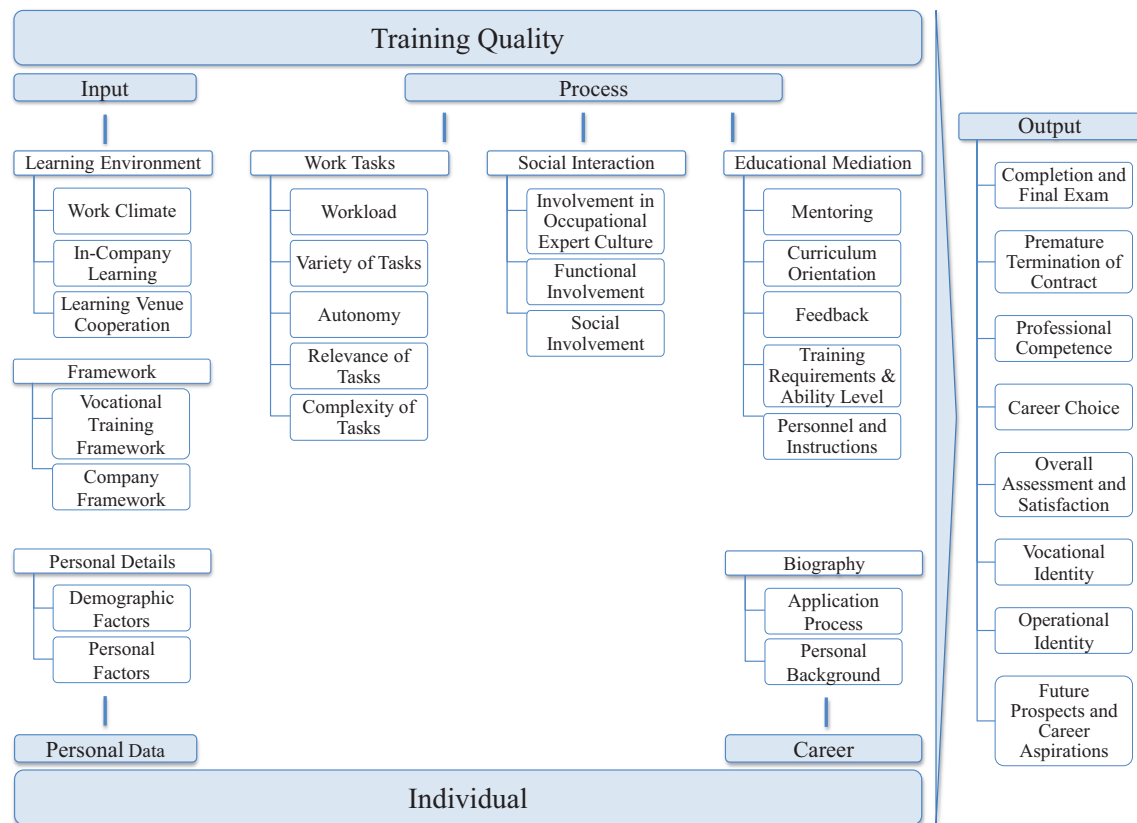 Training Quality
Input
Process
Learning Environment
Work Climate
In-Company
Learning
Learning Venue
Cooperation
Framework
Vocational
Training
Framework
Company
Framework
Work Tasks
Workload
Variety of Tasks
Autonomy
Relevance of
Tasks
Complexity of
Tasks
Social Interaction
Involvement in
Occupational
Expert Culture
Functional
Involvement
Social
Involvement
Educational Mediation
Mentoring
Curriculum
Orientation
Feedback
Training
Requirements &
Ability Level
Personnel and
Instructions
Personal Details
Demographic
Factors
Personal
Factors
Personal Data
Biography
Application
Process
Personal
Background
Career
Individual
Output
Completion and
Final Exam
Premature
Termination of
Contract
Professional
Competence
Career Choice
Overall
Assessment and
Satisfaction
Vocational
Identity
Operational
Identity
Future
Prospects and
Career
Aspirations